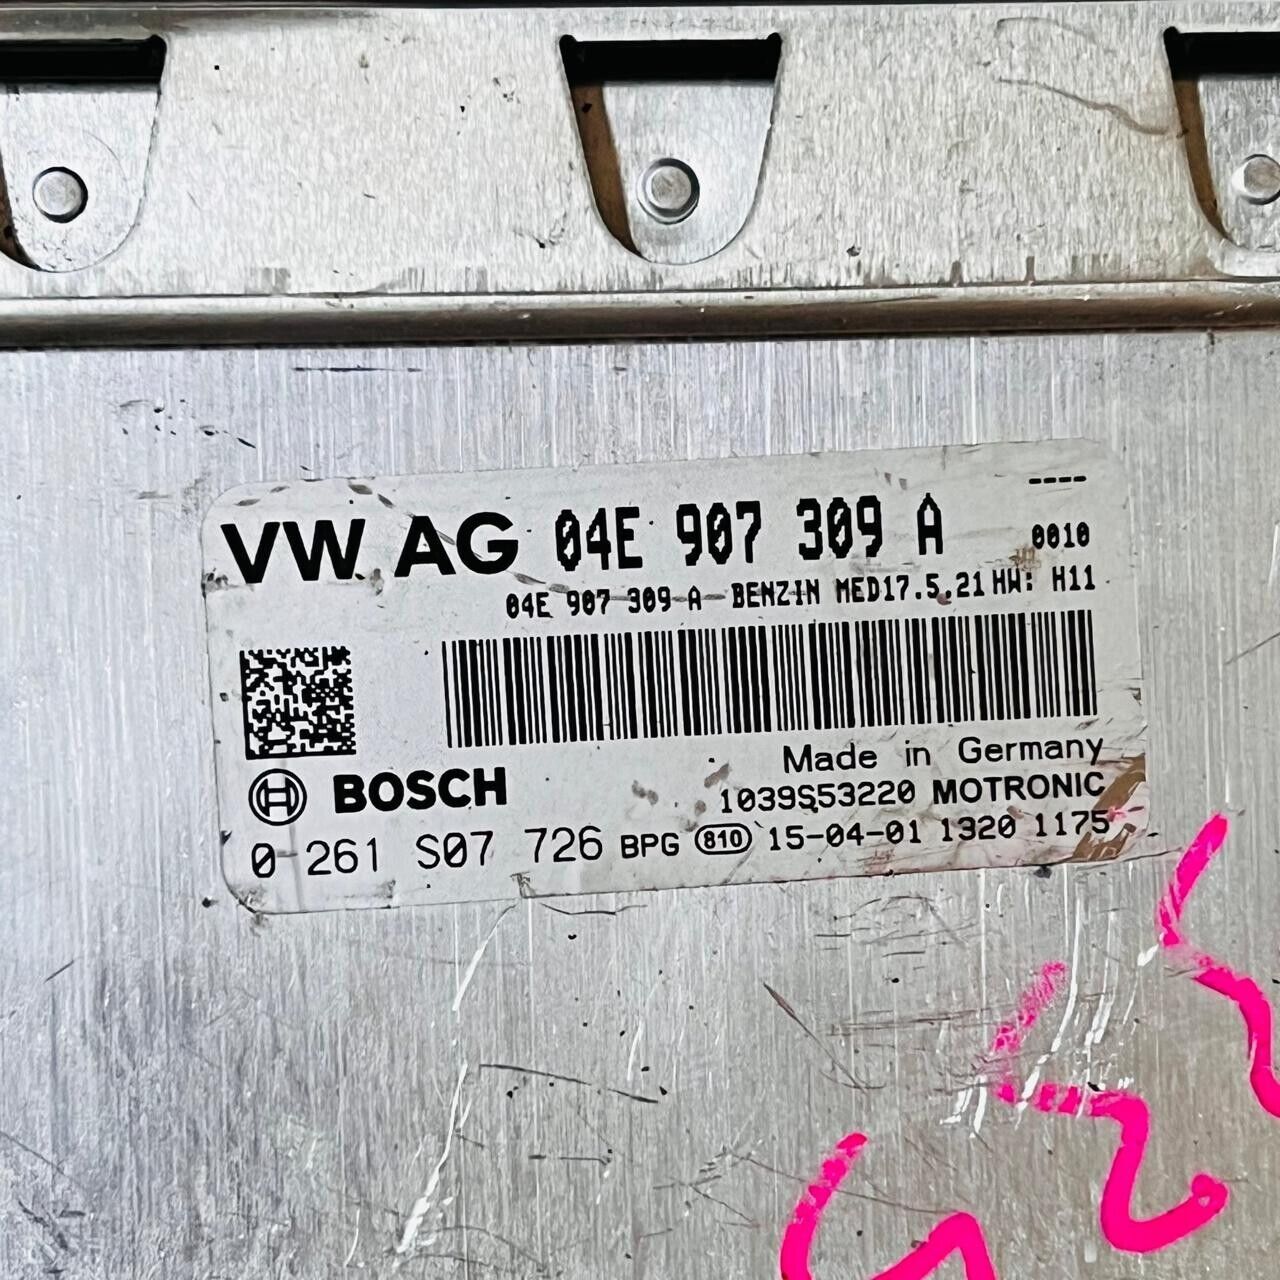 ----
VW AG 04E 907 309 A 0010
04E 907 309 A BENZIN MED17.5.21 HW: H11
Made in Germany
BOSCH 1039S53220 MOTRONIC
0 261 S07 726 BPG 810 15-04-01 1320 1175